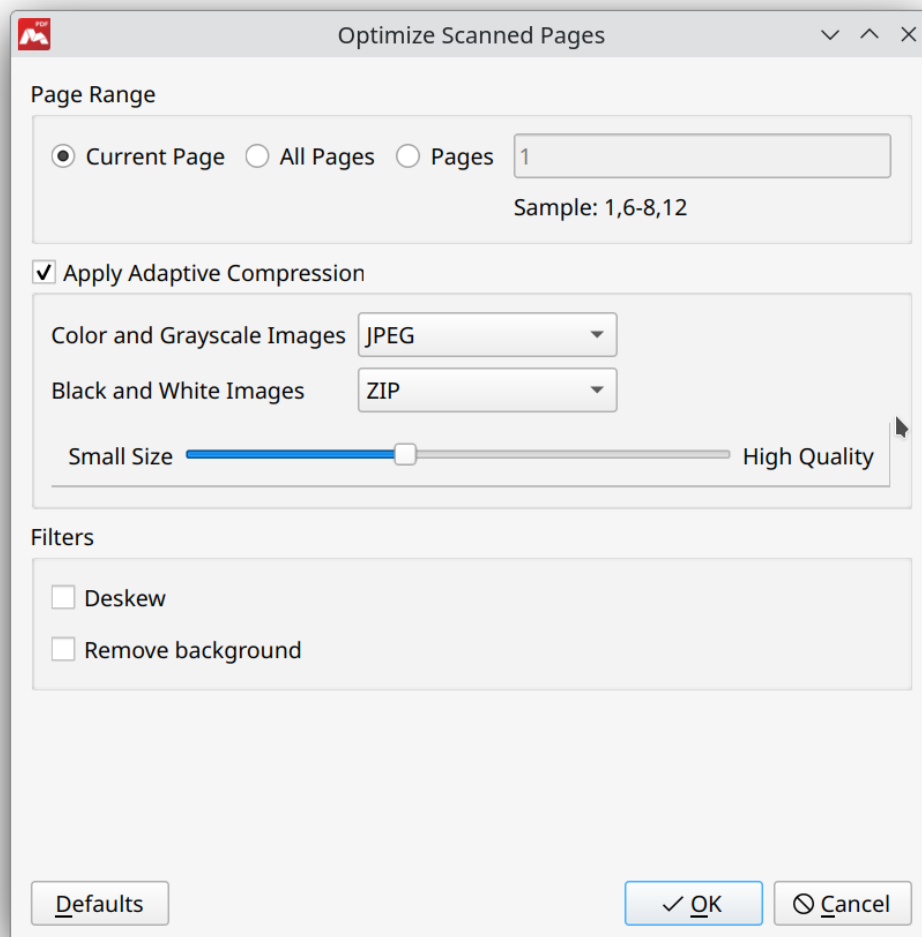 PDF
Optimize Scanned Pages
Page Range
Current Page All Pages Pages 1
Sample: 1,6-8,12
Apply Adaptive Compression
Color and Grayscale Images JPEG
Black and White Images ZIP
Small Size High Quality
Filters
Deskew
Remove background
Defaults OK Cancel